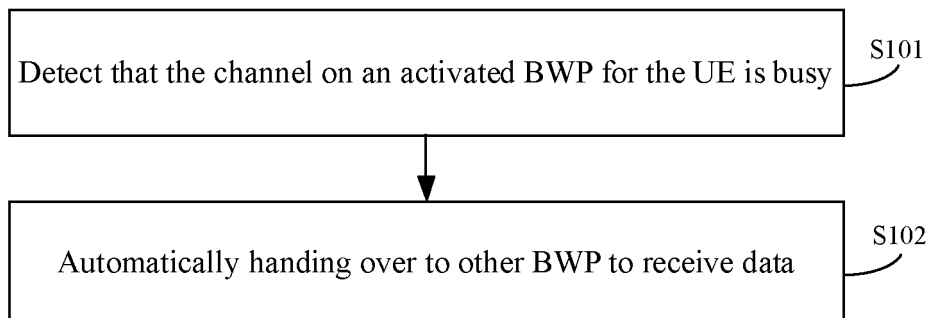 Detect that the channel on an activated BWP for the UE is busy
S101
Automatically handing over to other BWP to receive data
S102